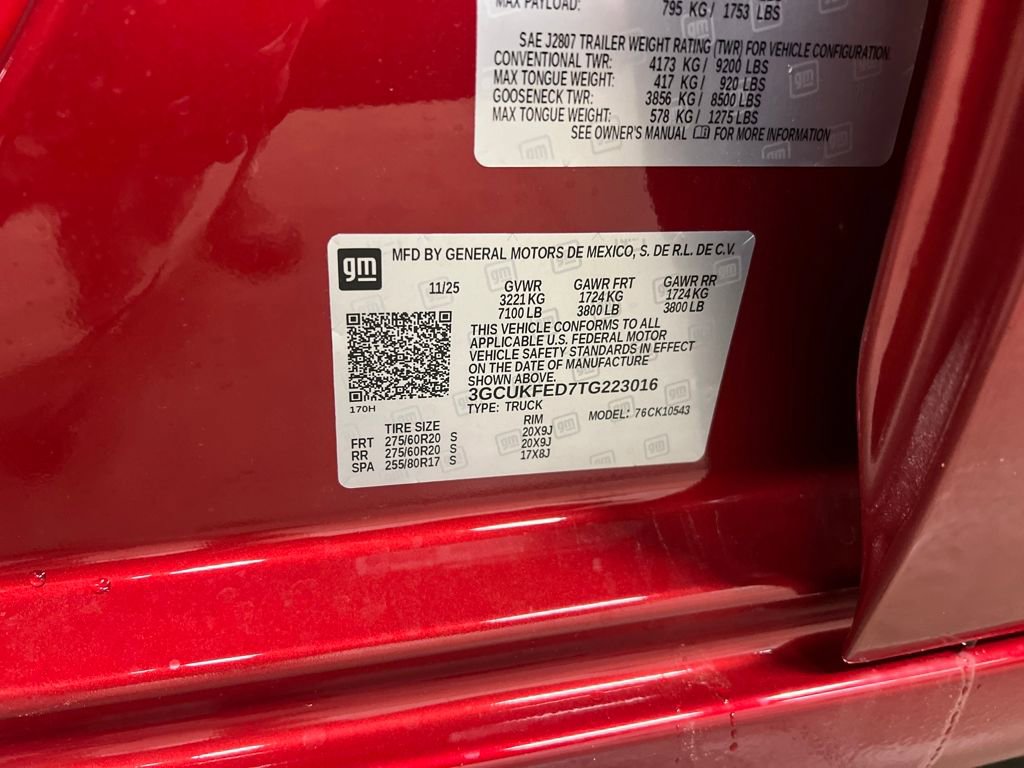 MAX PAYLOAD: 795 KG / 1753 LBS
SAE J2807 TRAILER WEIGHT RATING (TWR) FOR VEHICLE CONFIGURATION.
CONVENTIONAL TWR: 4173 KG / 9200 LBS
MAX TONGUE WEIGHT: 417 KG / 920 LBS
GOOSENECK TWR: 3856 KG / 8500 LBS
MAX TONGUE WEIGHT: 578 KG / 1275 LBS
SEE OWNER'S MANUAL FOR MORE INFORMATION
gm
MFD BY GENERAL MOTORS DE MEXICO, S. DE R.L. DE C.V.
11/25 GVWR GAWR FRT GAWR RR
3221 KG 1724 KG 1724 KG
7100 LB 3800 LB 3800 LB
THIS VEHICLE CONFORMS TO ALL
APPLICABLE U.S. FEDERAL MOTOR
VEHICLE SAFETY STANDARDS IN EFFECT
ON THE DATE OF MANUFACTURE
SHOWN ABOVE.
3GCUKFED7TG223016
170H
TYPE: TRUCK MODEL: 76CK10543
TIRE SIZE RIM
FRT 275/60R20 S 20X9J
RR 275/60R20 S 20X9J
SPA 255/80R17 S 17X8J